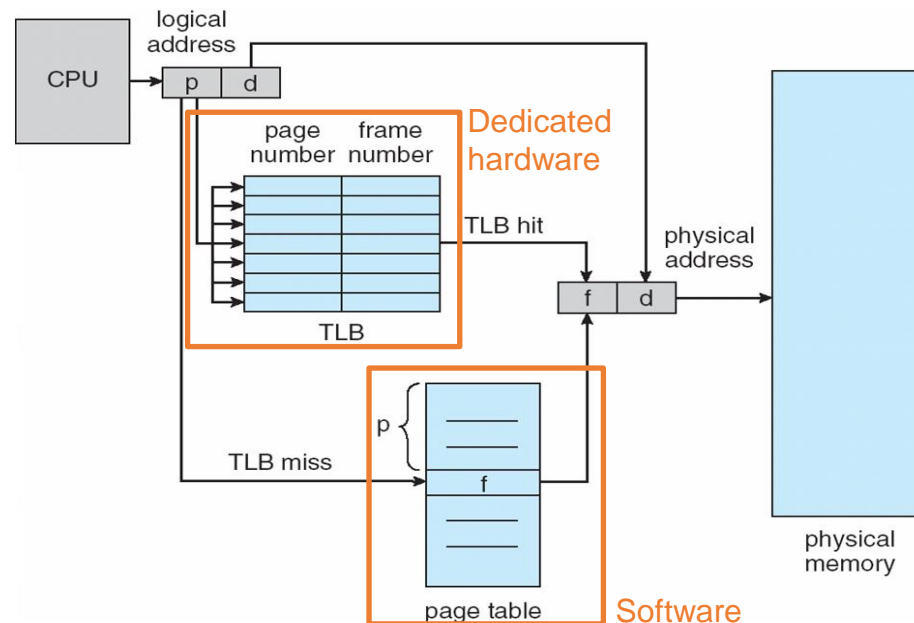 logical
address
CPU
p
d
page
number
frame
number
Dedicated
hardware
TLB hit
TLB
physical
address
f
d
p
TLB miss
f
page table
Software
physical
memory